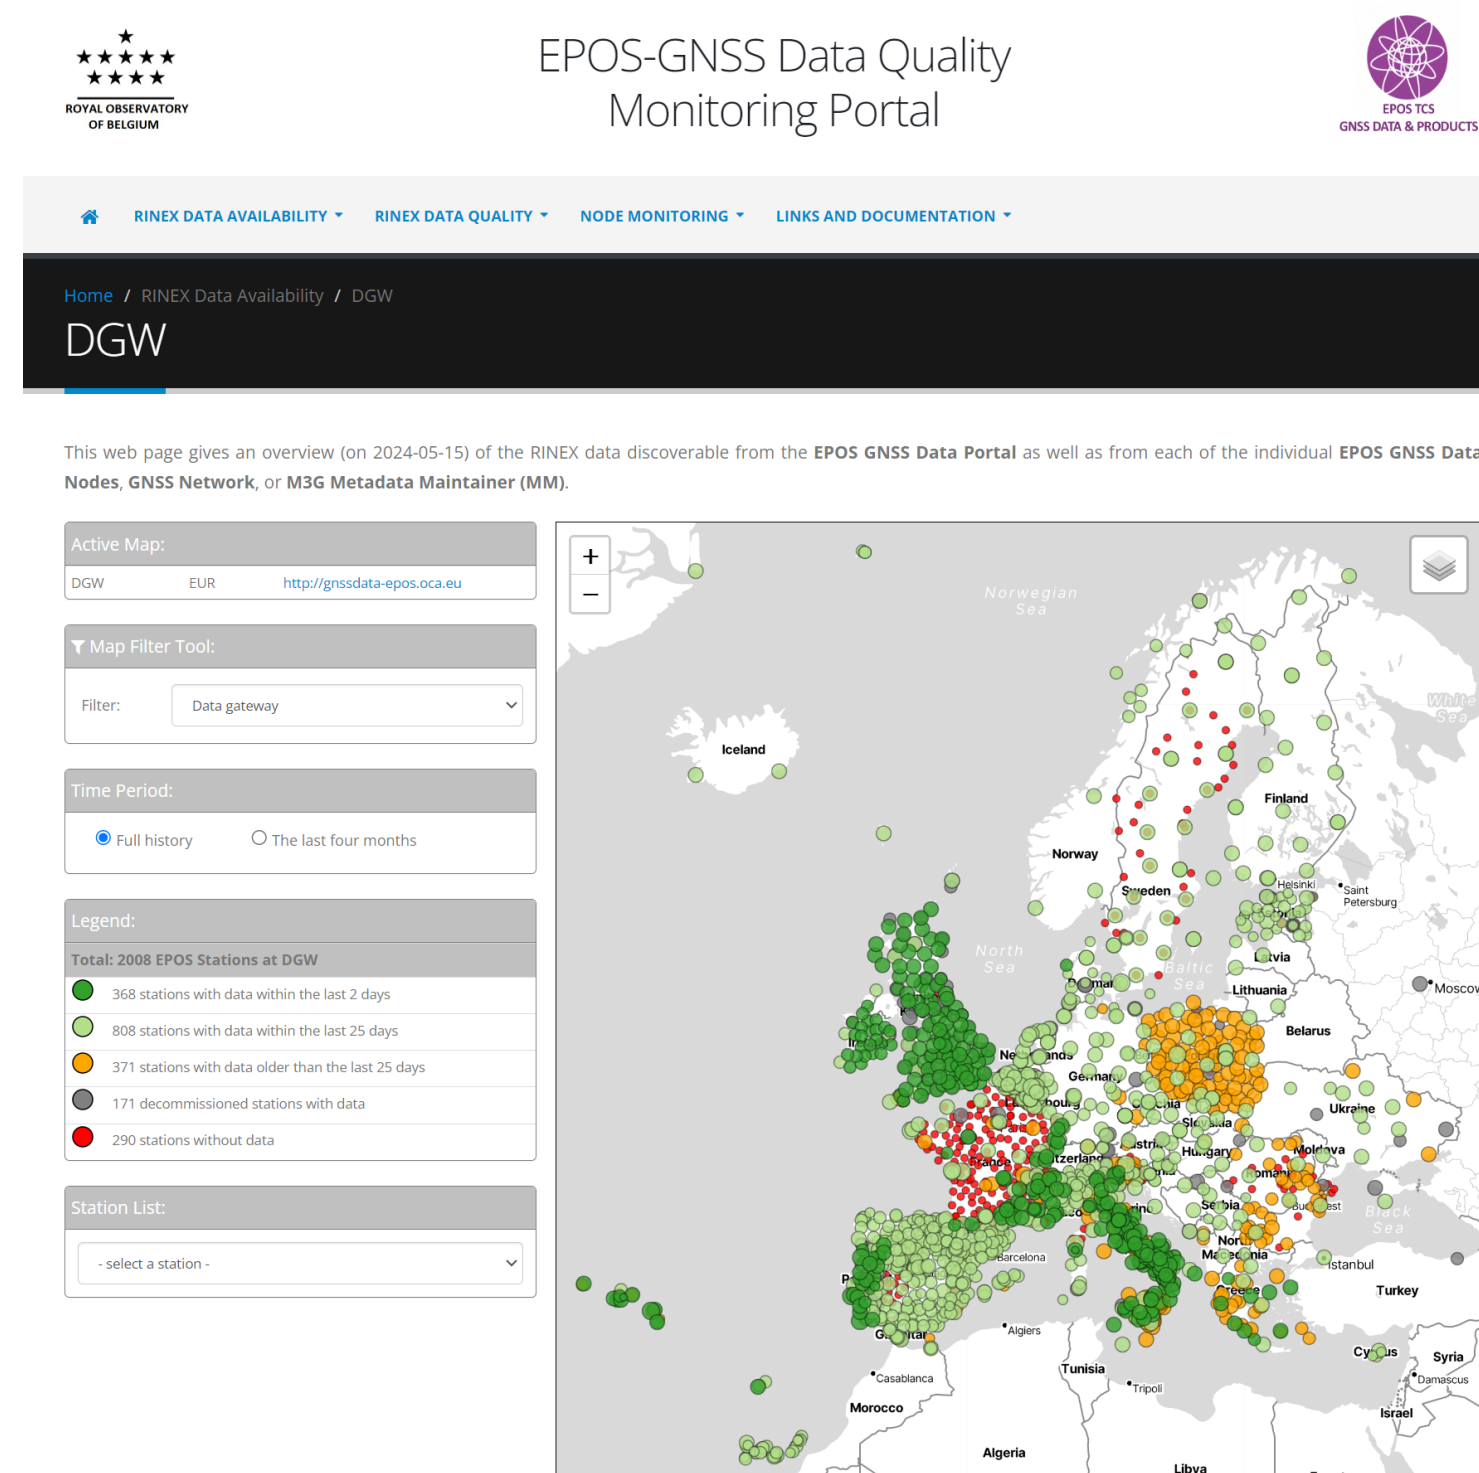 ROYAL OBSERVATORY
OF BELGIUM
EPOS-GNSS Data Quality
Monitoring Portal
EPOS TCS
GNSS DATA & PRODUCTS
RINEX DATA AVAILABILITY
RINEX DATA QUALITY
NODE MONITORING
LINKS AND DOCUMENTATION
Home / RINEX Data Availability / DGW
DGW
This web page gives an overview (on 2024-05-15) of the RINEX data discoverable from the EPOS GNSS Data Portal as well as from each of the individual EPOS GNSS Data
Nodes, GNSS Network, or M3G Metadata Maintainer (MM).
Active Map:
DGW EUR http://gnssdata-epos.oca.eu
Map Filter Tool:
Filter: Data gateway
Time Period:
Full history The last four months
Legend:
Total: 2008 EPOS Stations at DGW
368 stations with data within the last 2 days
808 stations with data within the last 25 days
371 stations with data older than the last 25 days
171 decommissioned stations with data
290 stations without data
Station List:
- select a station -
+
−
Norwegian
Sea
White
Sea
Iceland
Finland
Norway
Sweden
Helsinki
Saint
Petersburg
North
Sea
Baltic
Sea
Latvia
Lithuania
Moscow
Belarus
Germany
Ukraine
Hungary
Moldova
France
Serbia
Black
Sea
North
Macedonia
Istanbul
Barcelona
Greece
Turkey
Algiers
Cyprus
Syria
Damascus
Tunisia
Tripoli
Casablanca
Morocco
Israel
Algeria
Libya